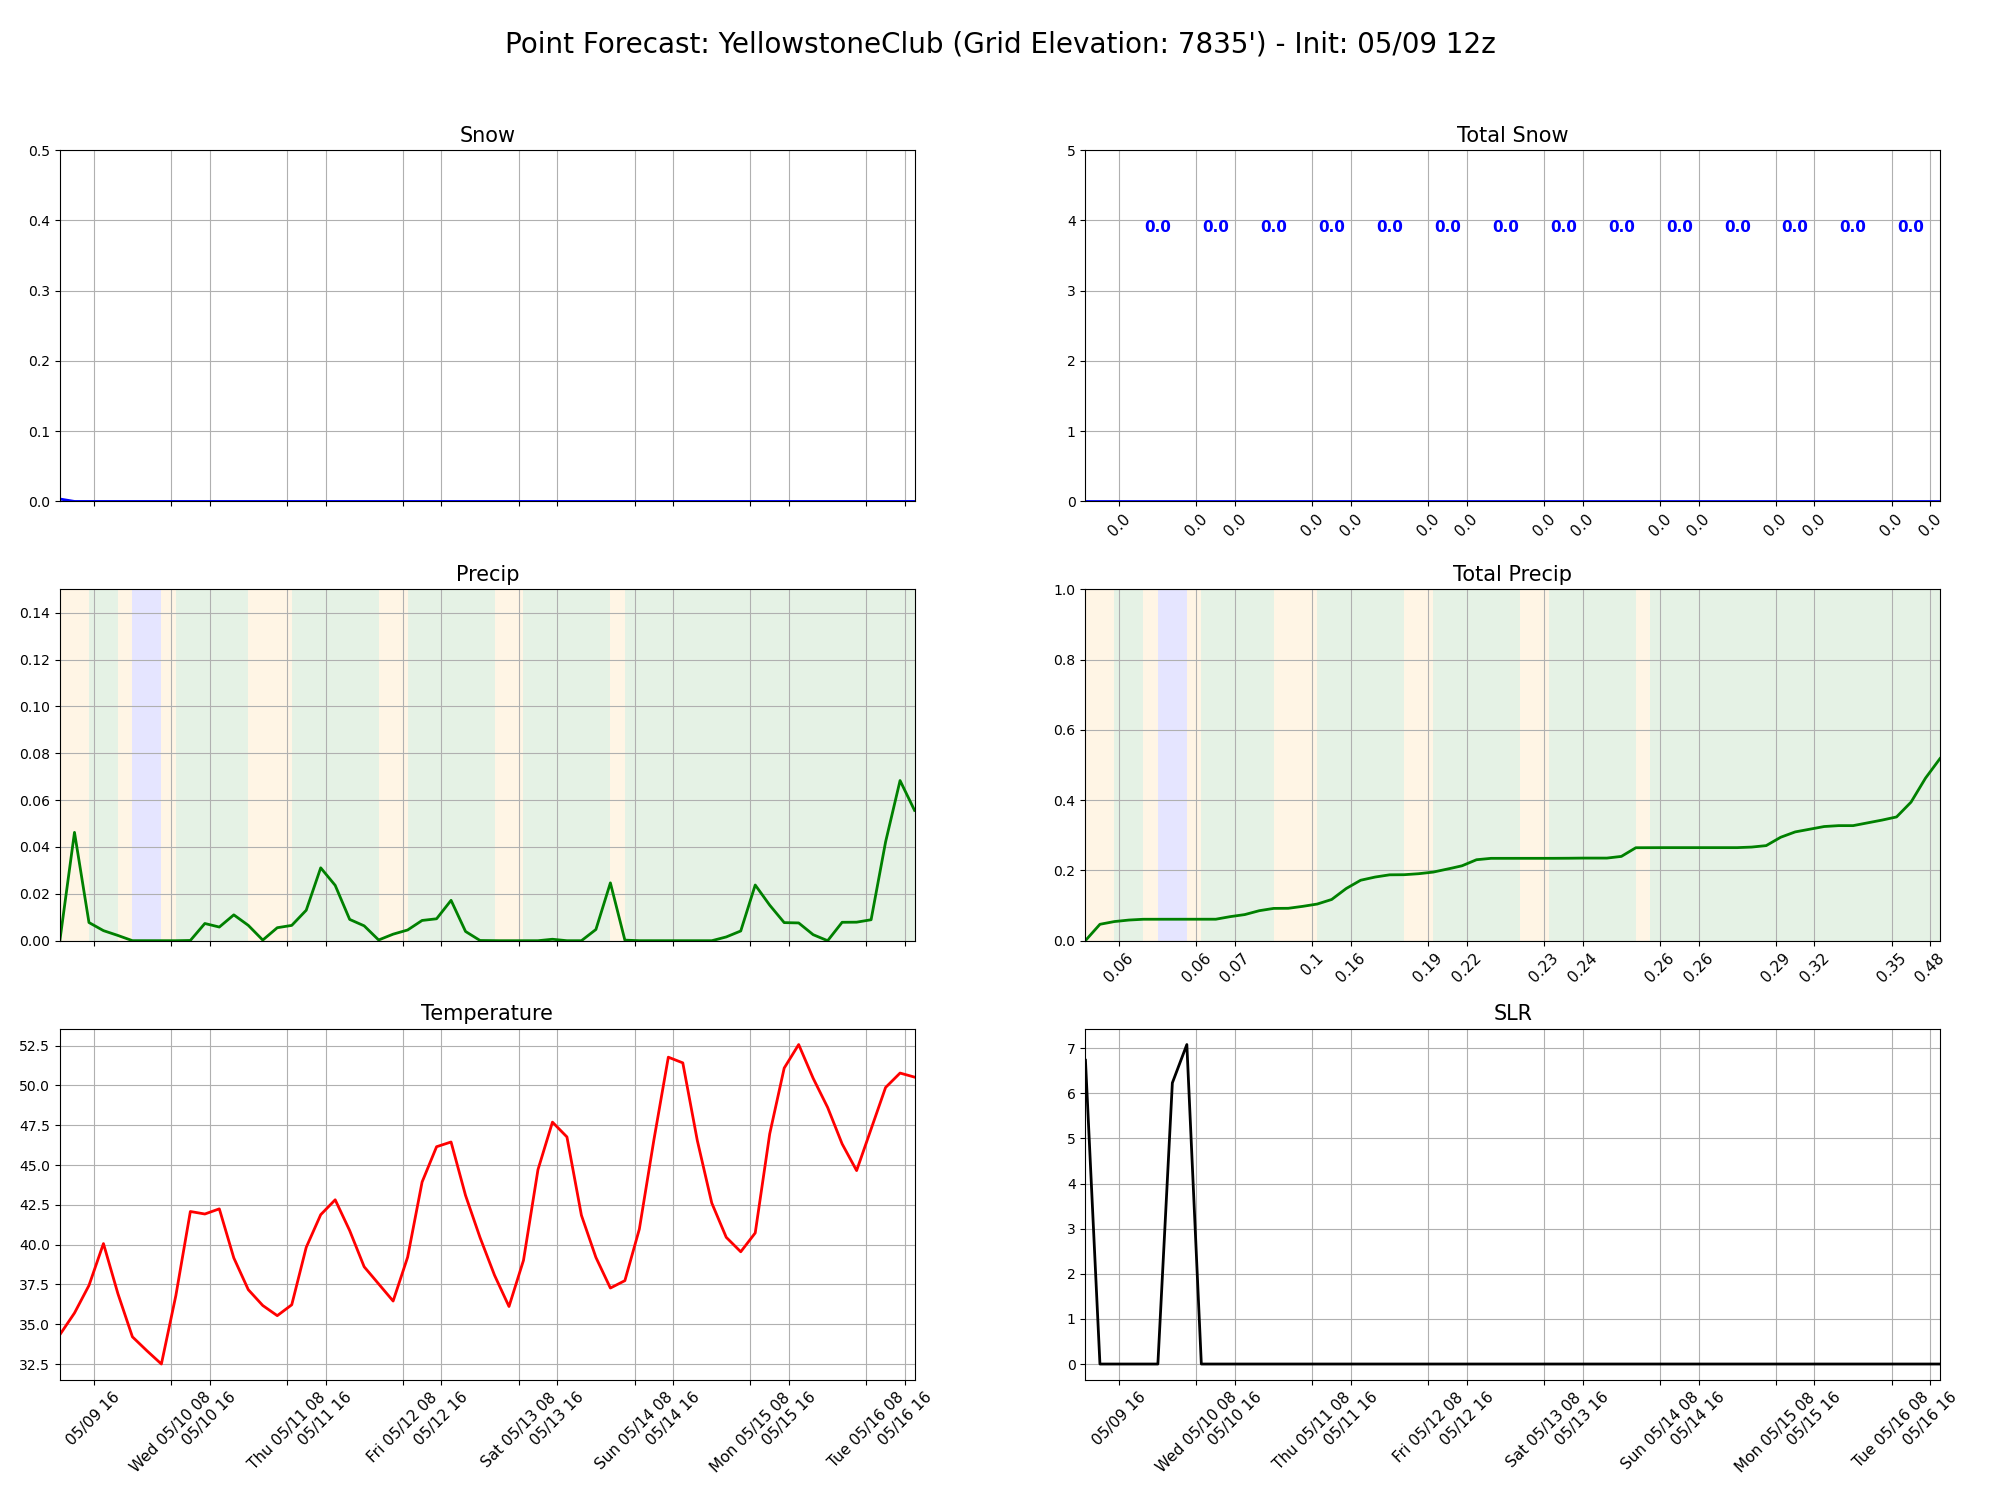 Point Forecast: YellowstoneClub (Grid Elevation: 7835') - Init: 05/09 12z
Snow
0.5
0.4
0.3
0.2
0.1
0.0
Total Snow
5
4
3
2
1
0
0.0 0.0 0.0 0.0 0.0 0.0 0.0 0.0 0.0 0.0 0.0 0.0 0.0 0.0
0.0 0.0 0.0 0.0 0.0 0.0 0.0 0.0 0.0 0.0 0.0 0.0 0.0 0.0 0.0
Precip
0.14
0.12
0.10
0.08
0.06
0.04
0.02
0.00
Total Precip
1.0
0.8
0.6
0.4
0.2
0.0
0.06 0.06 0.07 0.1 0.16 0.19 0.22 0.23 0.24 0.26 0.26 0.29 0.32 0.35 0.48
Temperature
52.5
50.0
47.5
45.0
42.5
40.0
37.5
35.0
32.5
05/09 16
Wed 05/10 08
05/10 16
Thu 05/11 08
05/11 16
Fri 05/12 08
05/12 16
Sat 05/13 08
05/13 16
Sun 05/14 08
05/14 16
Mon 05/15 08
05/15 16
Tue 05/16 08
05/16 16
SLR
7
6
5
4
3
2
1
0
05/09 16
Wed 05/10 08
05/10 16
Thu 05/11 08
05/11 16
Fri 05/12 08
05/12 16
Sat 05/13 08
05/13 16
Sun 05/14 08
05/14 16
Mon 05/15 08
05/15 16
Tue 05/16 08
05/16 16